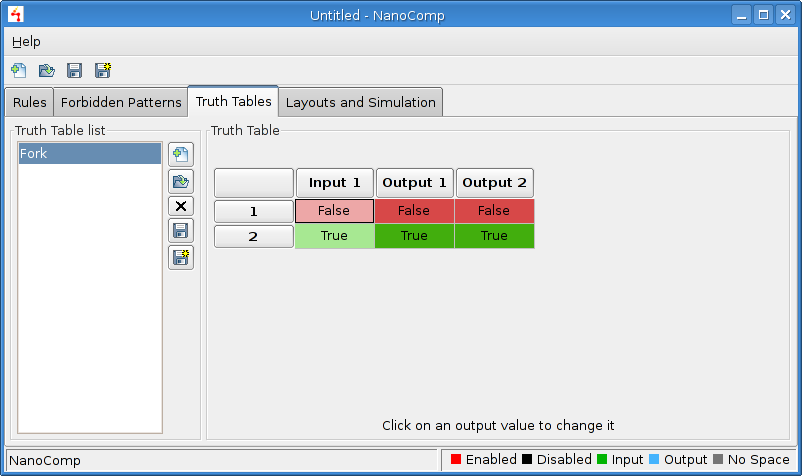 Untitled - NanoComp
Help
Rules Forbidden Patterns Truth Tables Layouts and Simulation
Truth Table list
Fork
Truth Table
Input 1 Output 1 Output 2
1 False False False
2 True True True
Click on an output value to change it
NanoComp Enabled Disabled Input Output No Space